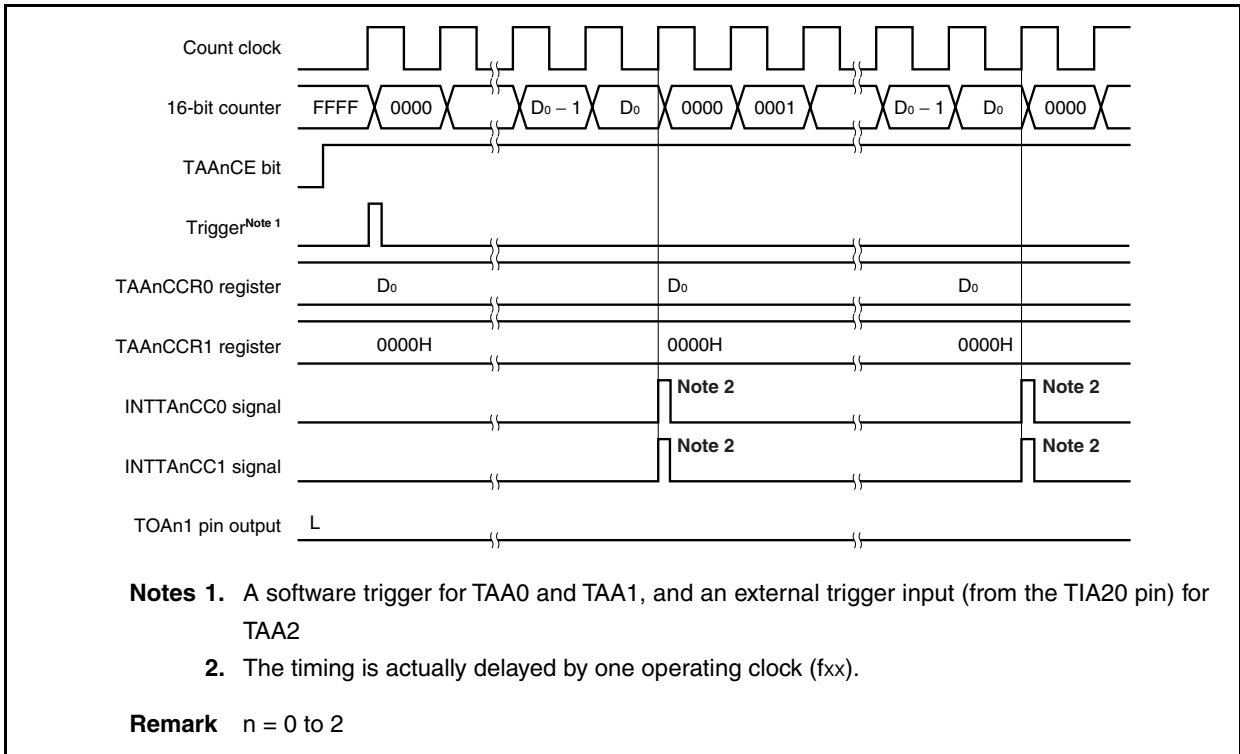 Count clock
16-bit counter FFFF 0000 D0 − 1 D0 0000 0001 D0 − 1 D0 0000
TAAnCE bit
Trigger Note 1
TAAnCCR0 register D0 D0 D0
TAAnCCR1 register 0000H 0000H 0000H
INTTAnCC0 signal Note 2 Note 2
INTTAnCC1 signal Note 2 Note 2
TOAn1 pin output L
Notes 1. A software trigger for TAA0 and TAA1, and an external trigger input (from the TIA20 pin) for
TAA2
2. The timing is actually delayed by one operating clock (fxx).
Remark n = 0 to 2